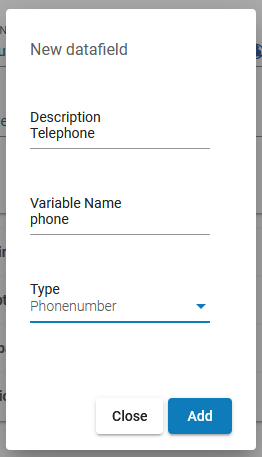 New datafield
Description
Telephone
Variable Name
phone
Type
Phonenumber
Close
Add